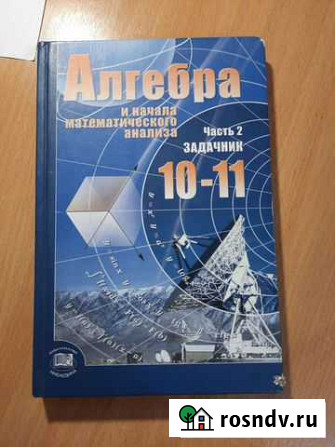 Алгебра
и начала
математического
анализа
Часть 2
ЗАДАЧНИК
10-11
rosndv.ru